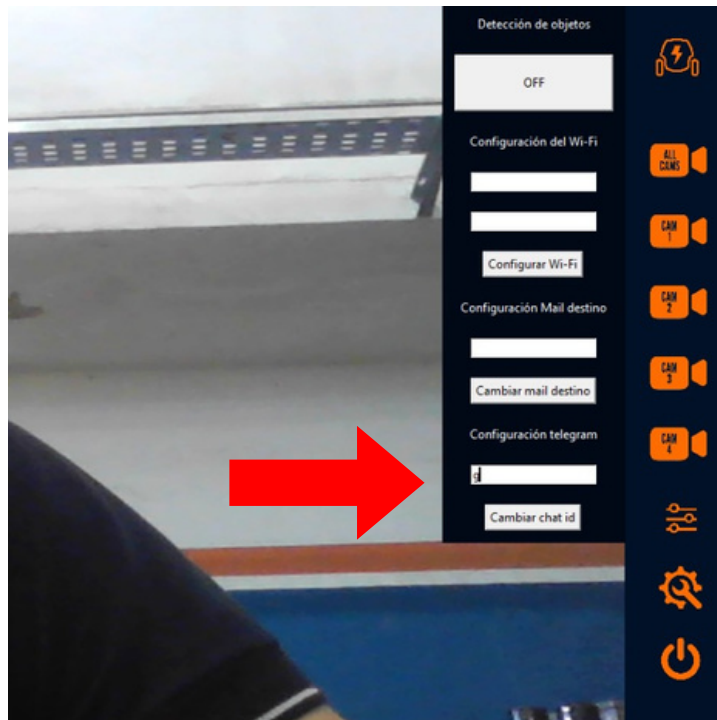 Detección de objetos
OFF
Configuración del Wi-Fi
Configurar Wi-Fi
Configuración Mail destino
Cambiar mail destino
Configuración telegram
g
Cambiar chat id
ALL
CAMS
CAM
1
CAM
2
CAM
3
CAM
4